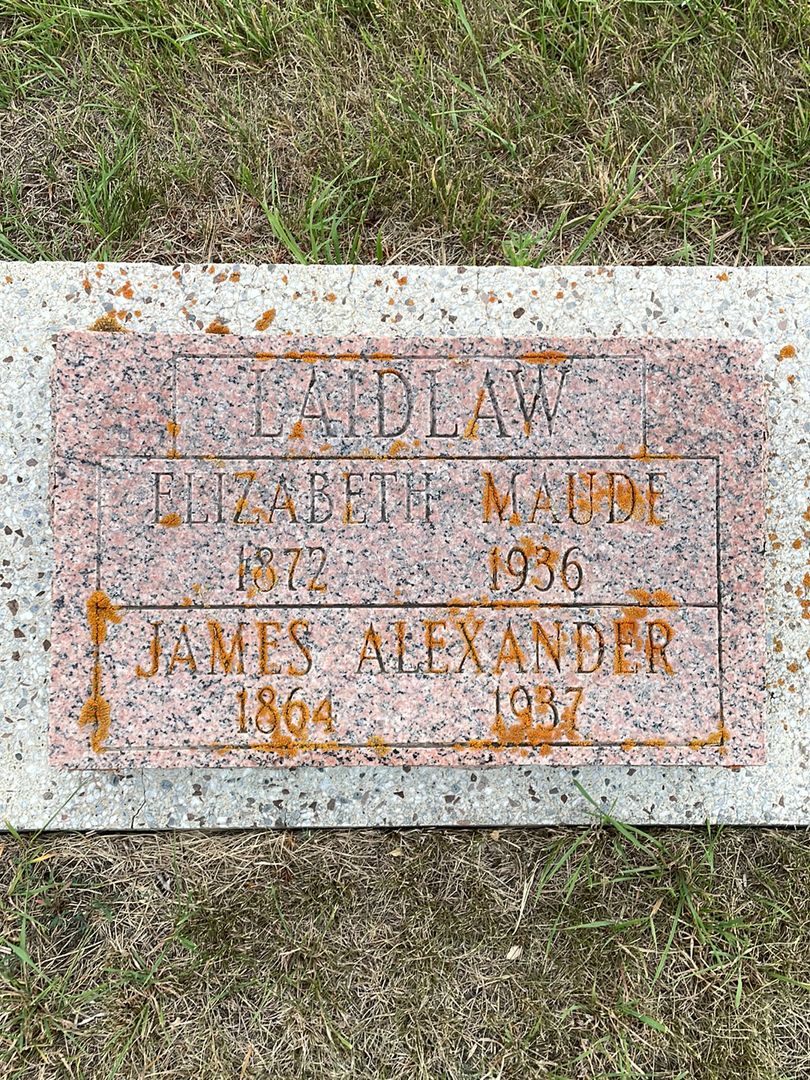 LAIDLAW
ELIZABETH MAUDE
1872 1936
JAMES ALEXANDER
1864 1937